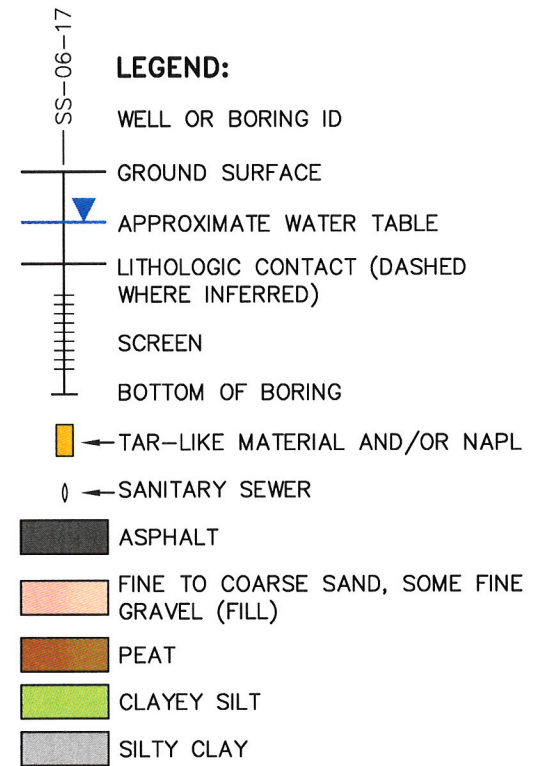 SS-06-17
LEGEND:
WELL OR BORING ID
GROUND SURFACE
APPROXIMATE WATER TABLE
LITHOLOGIC CONTACT (DASHED
WHERE INFERRED)
SCREEN
BOTTOM OF BORING
TAR-LIKE MATERIAL AND/OR NAPL
SANITARY SEWER
ASPHALT
FINE TO COARSE SAND, SOME FINE
GRAVEL (FILL)
PEAT
CLAYEY SILT
SILTY CLAY